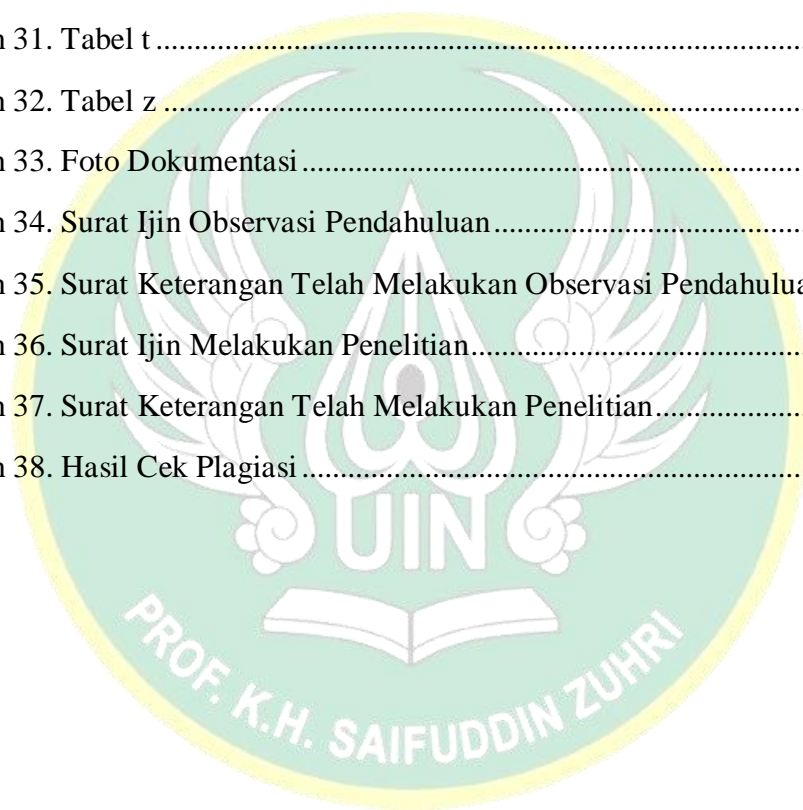 n 31. Tabel t ....................................................................................
n 32. Tabel z ...................................................................................
n 33. Foto Dokumentasi ..............................................................
n 34. Surat Ijin Observasi Pendahuluan ........................................
n 35. Surat Keterangan Telah Melakukan Observasi Pendahulua
n 36. Surat Ijin Melakukan Penelitian ...........................................
n 37. Surat Keterangan Telah Melakukan Penelitian ....................
n 38. Hasil Cek Plagiasi ..............................................................
UIN
PROF. K.H. SAIFUDDIN ZUHRI